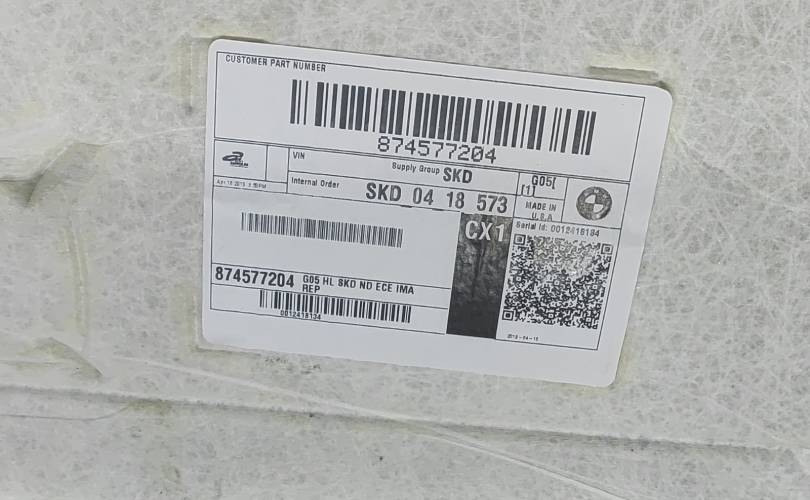 CUSTOMER PART NUMBER
874577204
VIN
Supply Group SKD
G05[
[1]
Internal Order
SKD 04 18 573
MADE IN
U.S.A
CX1
Serial Id: 0012418194
874577204 G05 HL SKD ND ECE IMA
REP